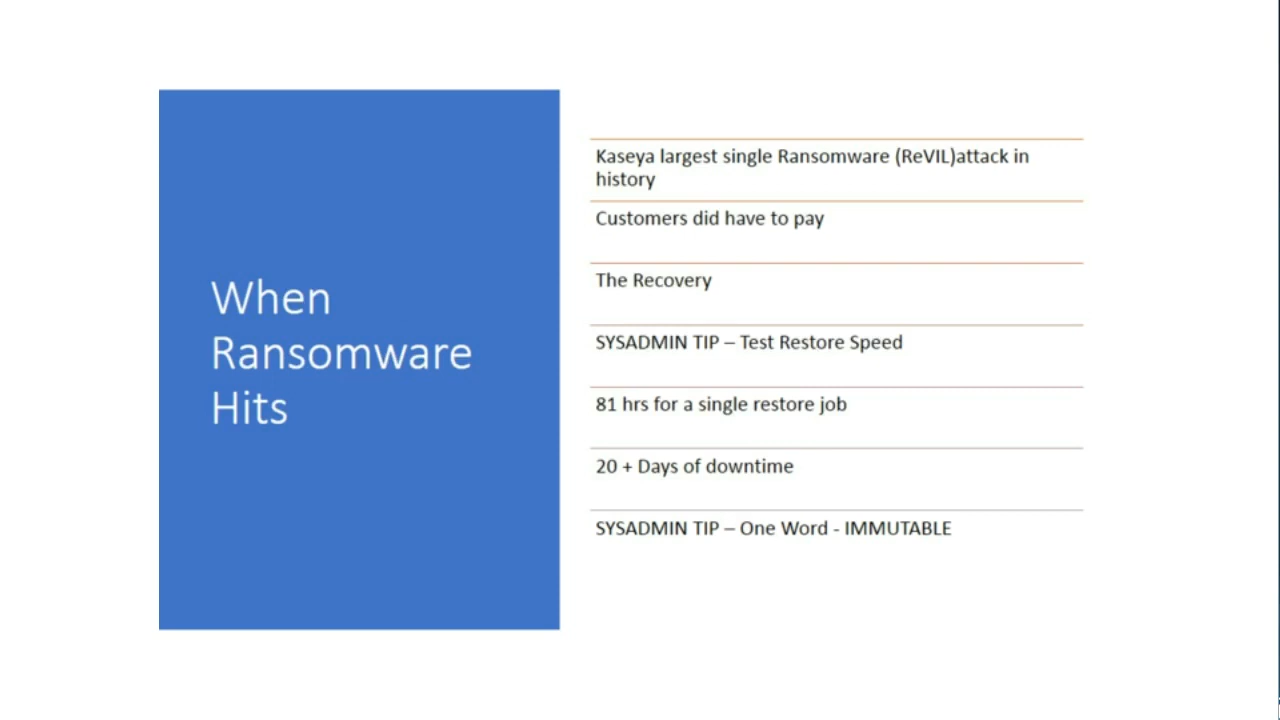 When
Ransomware
Hits
Kaseya largest single Ransomware (ReVIL)attack in
history
Customers did have to pay
The Recovery
SYSADMIN TIP – Test Restore Speed
81 hrs for a single restore job
20 + Days of downtime
SYSADMIN TIP – One Word - IMMUTABLE